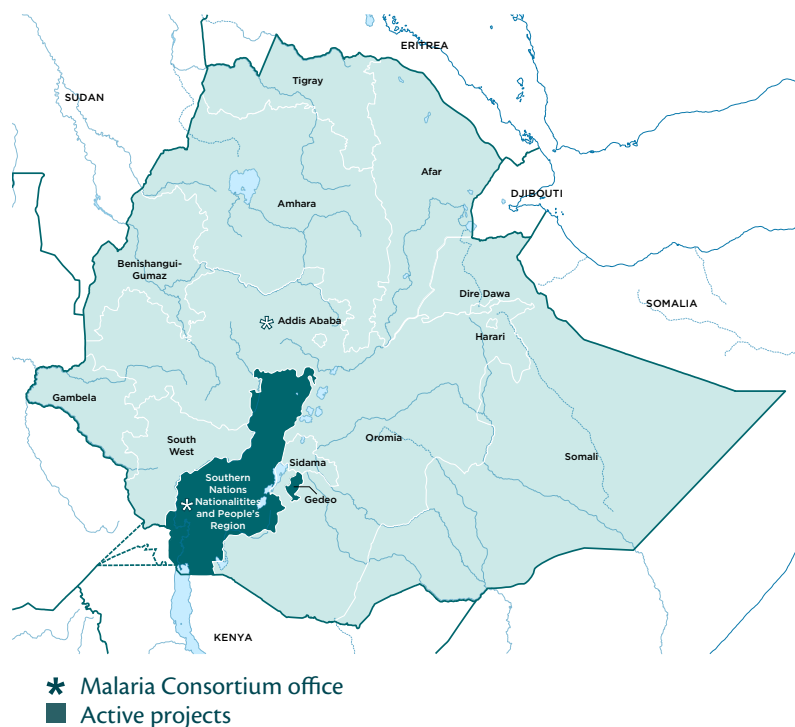 ERITREA
Tigray
SUDAN
Afar
DJIBOUTI
Amhara
Benishangui-
Gumaz
Dire Dawa
SOMALIA
Addis Ababa
Harari
Gambela
South
West
Oromia
Somali
Sidama
Southern
Nations
Nationalitites
and People's
Region
Gedeo
KENYA
Malaria Consortium office
Active projects